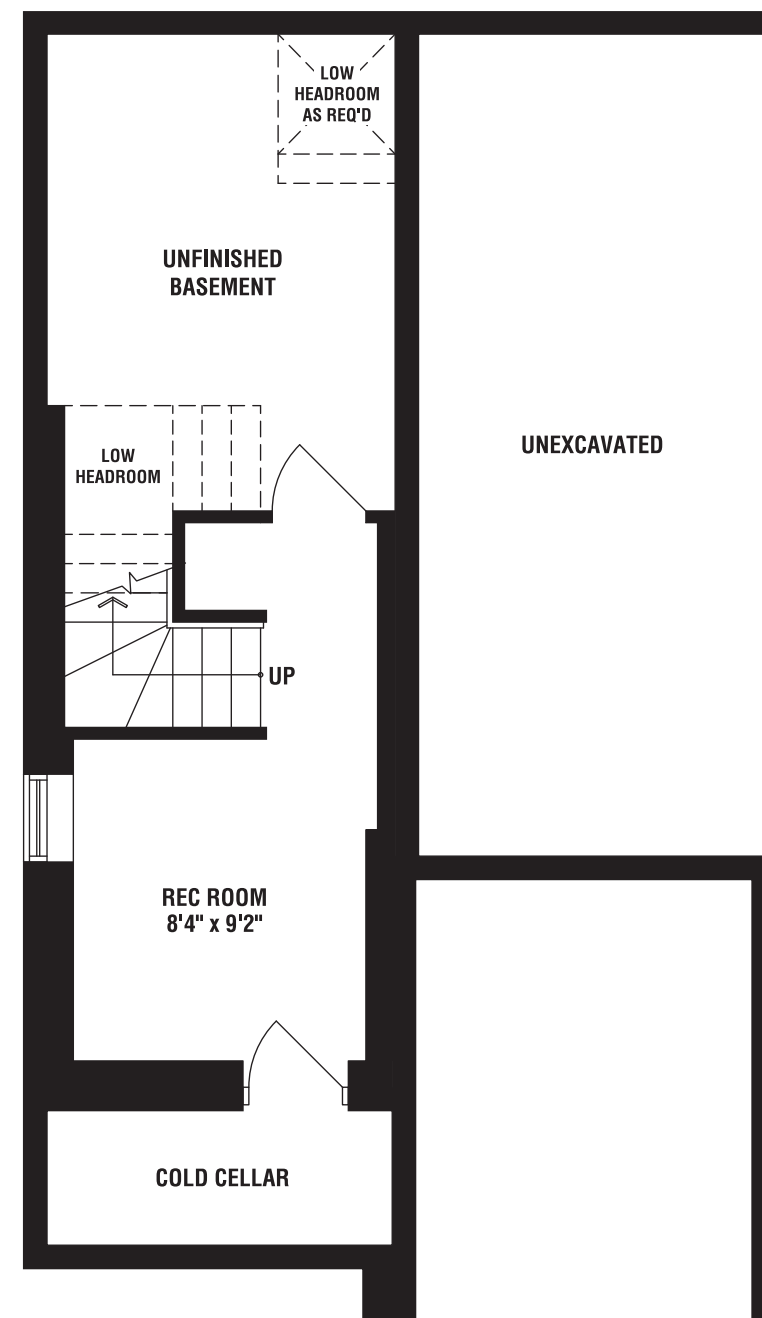 LOW
HEADROOM
AS REQ'D
UNFINISHED
BASEMENT
UNEXCAVATED
LOW
HEADROOM
UP
REC ROOM
8'4" x 9'2"
COLD CELLAR